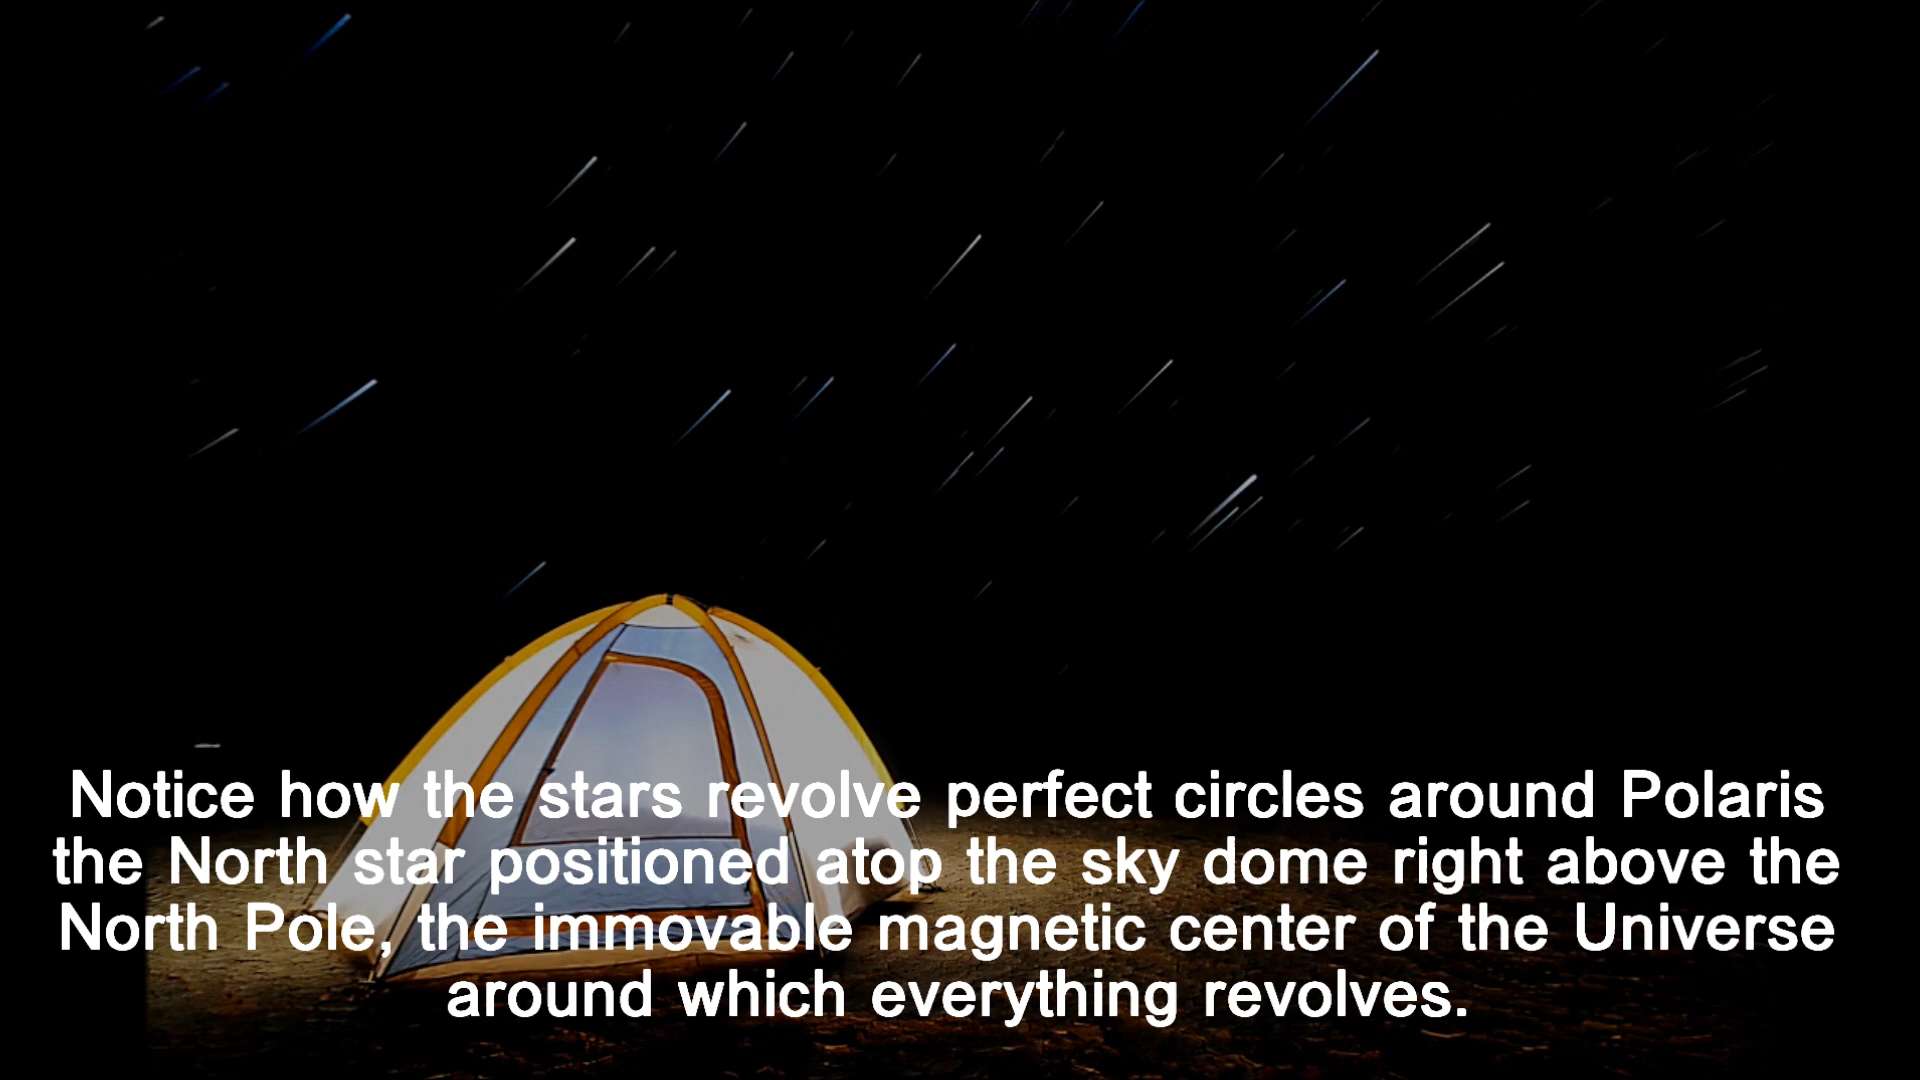 Notice how the stars revolve perfect circles around Polaris
the North star positioned atop the sky dome right above the
North Pole, the immovable magnetic center of the Universe
around which everything revolves.